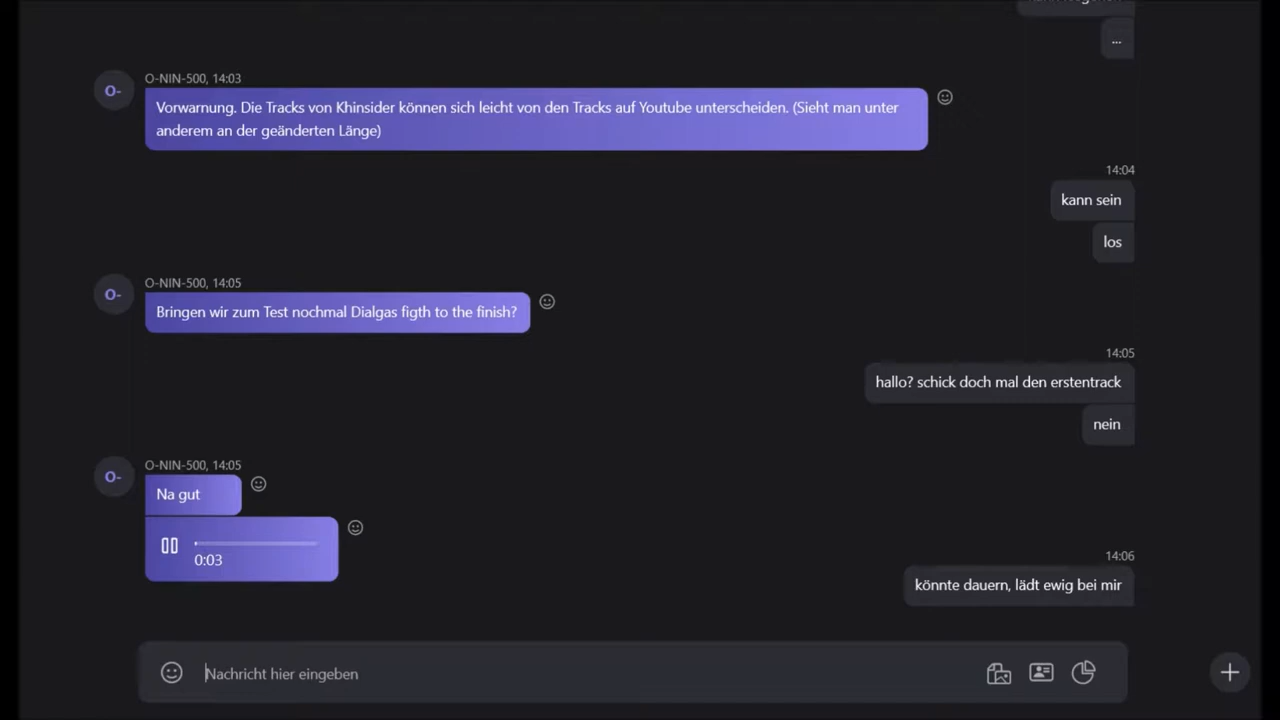 ...
O-NIN-500, 14:03
O-
Vorwarnung. Die Tracks von Khinsider können sich leicht von den Tracks auf Youtube unterscheiden. (Sieht man unter
anderem an der geänderten Länge)
14:04
kann sein
los
O-NIN-500, 14:05
O-
Bringen wir zum Test nochmal Dialgas figth to the finish?
14:05
hallo? schick doch mal den erstentrack
nein
O-NIN-500, 14:05
O-
Na gut
0:03
14:06
könnte dauern, lädt ewig bei mir
Nachricht hier eingeben